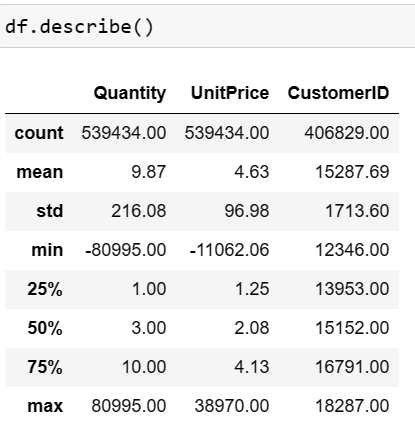 df.describe()
Quantity UnitPrice CustomerID
count 539434.00 539434.00 406829.00
mean 9.87 4.63 15287.69
std 216.08 96.98 1713.60
min -80995.00 -11062.06 12346.00
25% 1.00 1.25 13953.00
50% 3.00 2.08 15152.00
75% 10.00 4.13 16791.00
max 80995.00 38970.00 18287.00